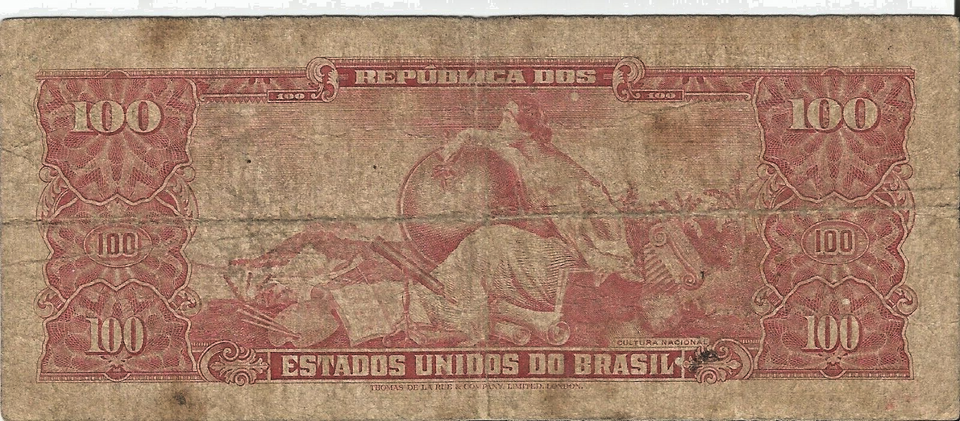 REPÚBLICA DOS
100 100
100 100
100 100
CULTURA NACIONAL
100 100
ESTADOS UNIDOS DO BRASIL
THOMAS DE LA RUE & COMPANY, LIMITED, LONDON.